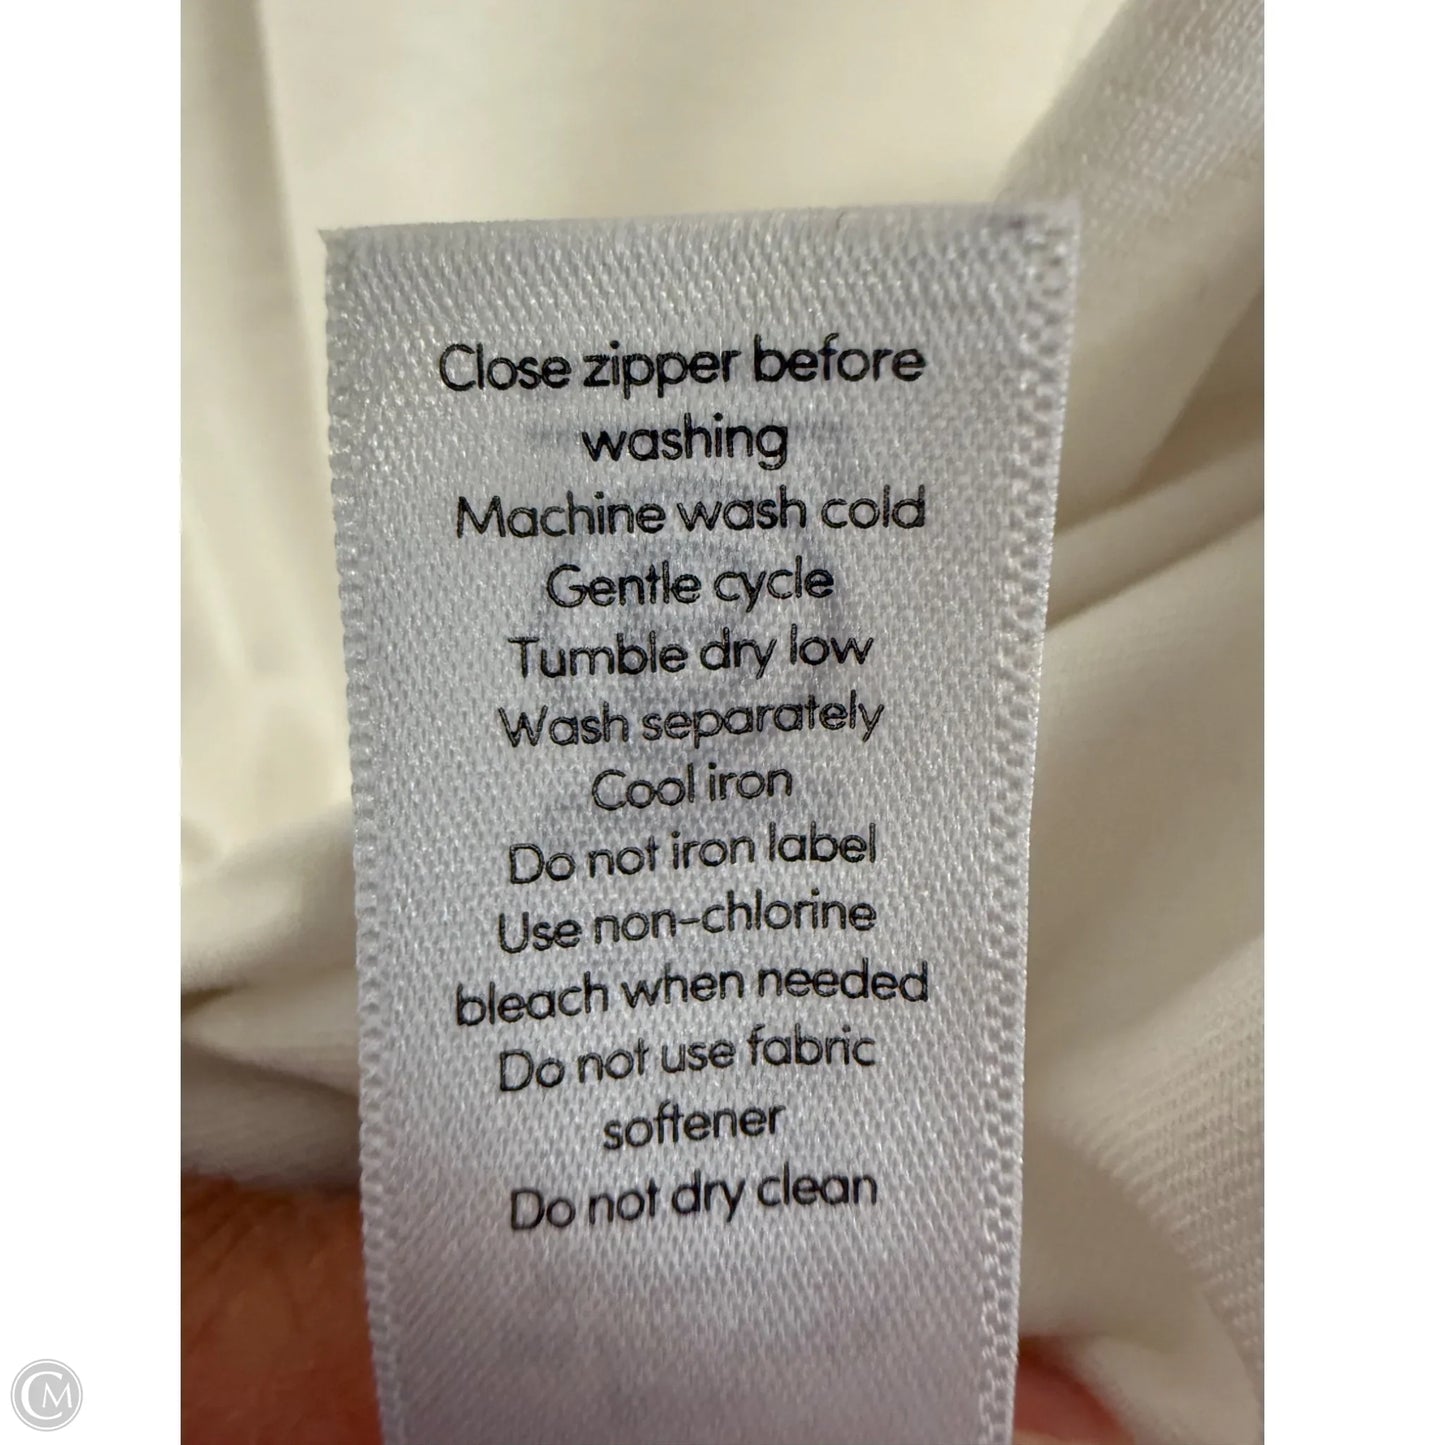 Close zipper before
washing
Machine wash cold
Gentle cycle
Tumble dry low
Wash separately
Cool iron
Do not iron label
Use non-chlorine
bleach when needed
Do not use fabric
softener
Do not dry clean
CM